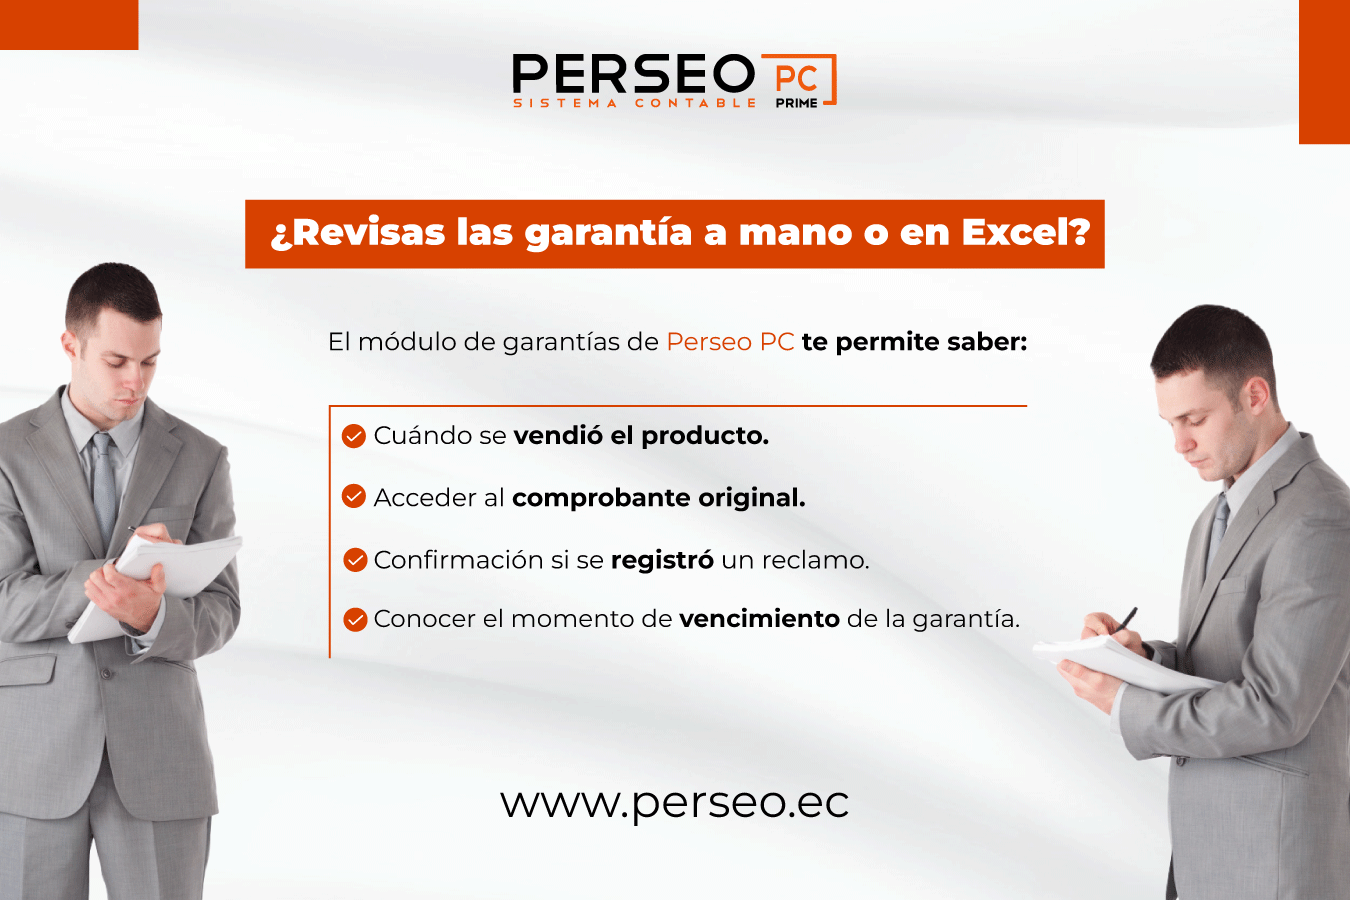 PERSEO PC
SISTEMA CONTABLE PRIME
¿Revisas las garantía a mano o en Excel?
El módulo de garantías de Perseo PC te permite saber:
Cuándo se vendió el producto.
Acceder al comprobante original.
Confirmación si se registró un reclamo.
Conocer el momento de vencimiento de la garantía.
www.perseo.ec